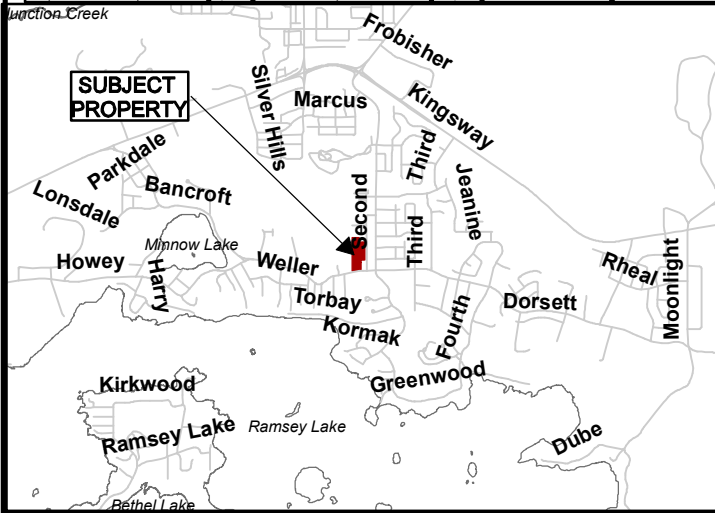 Junction Creek
Frobisher
SUBJECT
PROPERTY
Silver Hills
Marcus
Kingsway
Third
Parkdale
Jeanine
Lonsdale
Bancroft
Second
Third
Minnow Lake
Howey
Harry
Weller
Rheal
Moonlight
Torbay
Dorsett
Kormak
Fourth
Greenwood
Kirkwood
Ramsey Lake
Ramsey Lake
Dube
Bethel Lake